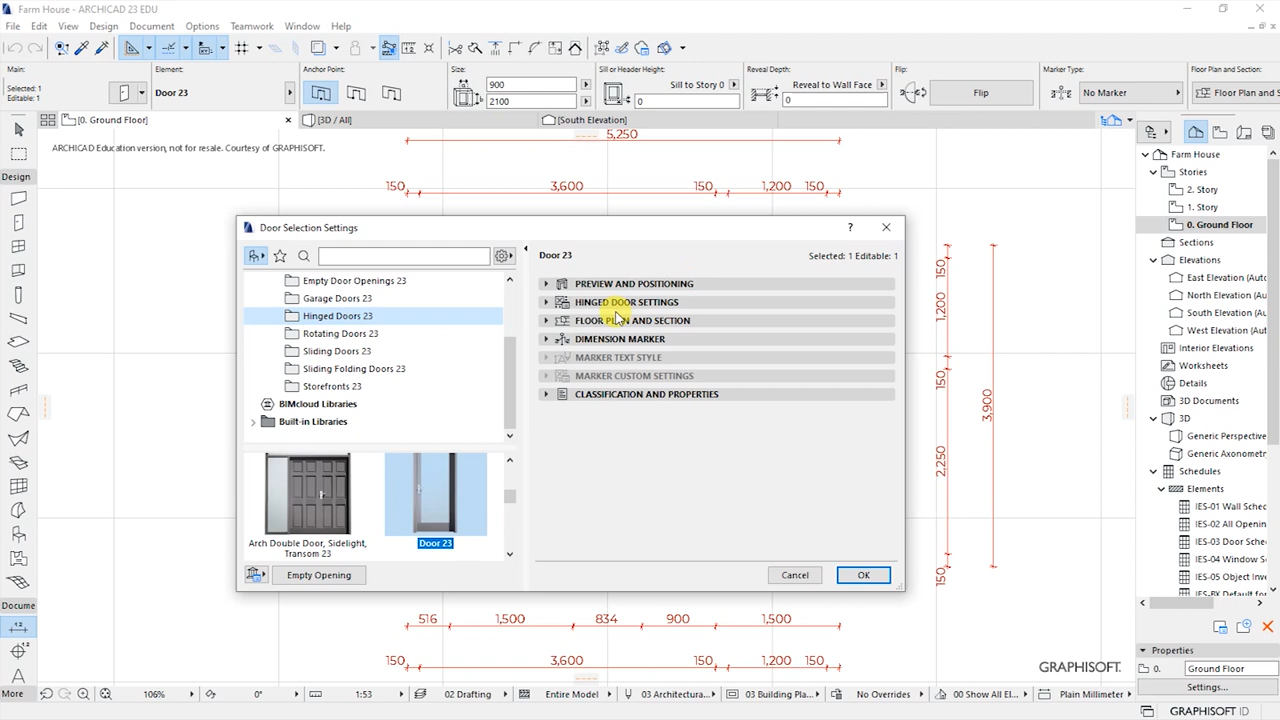 Farm House - ARCHICAD 23 EDU
File Edit View Design Document Options Teamwork Window Help
Main: Element: Anchor Point: Size: Sill or Header Height: Reveal Depth: Flip: Marker Type: Floor Plan and Section:
Selected: 1
Editable: 1
Door 23
900
2100
Sill to Story 0
0
Reveal to Wall Face
0
Flip
No Marker
Floor Plan and S
[0. Ground Floor] [3D / All] [South Elevation]
ARCHICAD Education version, not for resale. Courtesy of GRAPHISOFT.
5,250
150 3,600 150 1,200 150
Design
Door Selection Settings ?
Door 23 Selected: 1 Editable: 1
Empty Door Openings 23
Garage Doors 23
Hinged Doors 23
Rotating Doors 23
Sliding Doors 23
Sliding Folding Doors 23
Storefronts 23
BIMcloud Libraries
Built-in Libraries
Arch Double Door, Sidelight,
Transom 23
Door 23
Empty Opening
PREVIEW AND POSITIONING
HINGED DOOR SETTINGS
FLOOR PLAN AND SECTION
DIMENSION MARKER
MARKER TEXT STYLE
MARKER CUSTOM SETTINGS
CLASSIFICATION AND PROPERTIES
Cancel OK
150
1,200
150
2,250
150
3,900
516 1,500 834 900 1,500
150 3,600 150 1,200 150
GRAPHISOFT.
Farm House
Stories
2. Story
1. Story
0. Ground Floor
Sections
Elevations
East Elevation (Aut
North Elevation (Au
South Elevation (Au
West Elevation (Aut
Interior Elevations
Worksheets
Details
3D Documents
3D
Generic Perspective
Generic Axonometr
Schedules
Elements
IES-01 Wall Sched
IES-02 All Openin
IES-03 Door Sche
IES-04 Window S
IES-05 Object Inve
Properties
0. Ground Floor
Settings...
GRAPHISOFT ID
Docume
More
106% 0° 1:53 02 Drafting Entire Model 03 Architectura... 03 Building Pla... No Overrides 00 Show All El... Plain Millimeter